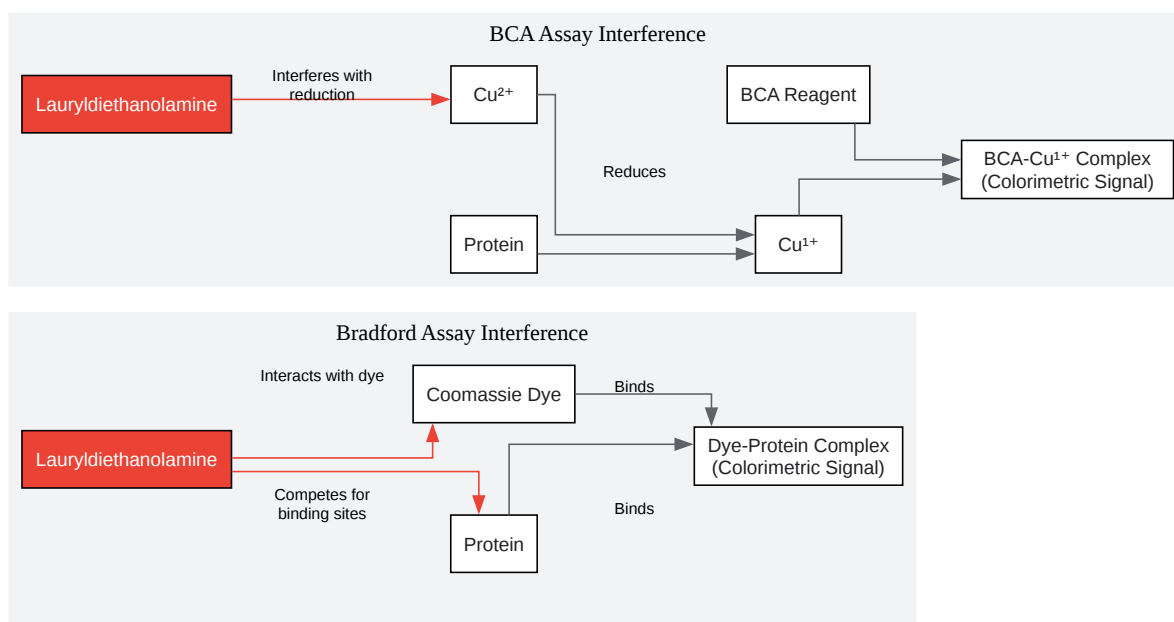 BCA Assay Interference
Lauryldiethanolamine
Interferes with
reduction
Cu²⁺
BCA Reagent
Reduces
BCA-Cu¹⁺ Complex
(Colorimetric Signal)
Protein
Cu¹⁺
Bradford Assay Interference
Interacts with dye
Coomassie Dye
Binds
Lauryldiethanolamine
Dye-Protein Complex
(Colorimetric Signal)
Competes for
binding sites
Binds
Protein